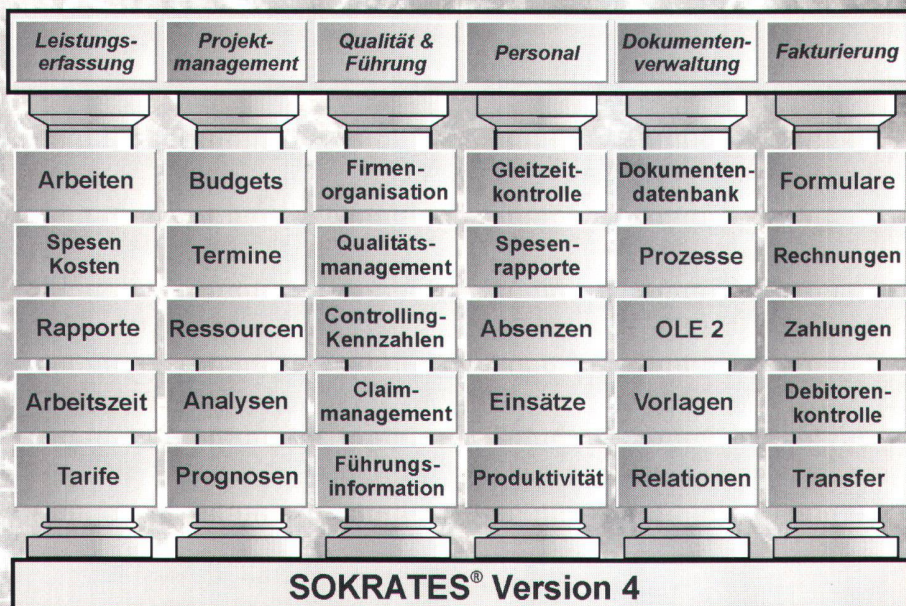 Leistungs-
erfassung
Projekt-
management
Qualität &
Führung
Personal
Dokumenten-
verwaltung
Fakturierung
Arbeiten
Budgets
Firmen-
organisation
Gleitzeit-
kontrolle
Dokumenten-
datenbank
Formulare
Spesen
Kosten
Termine
Qualitäts-
management
Spesen-
rapporte
Prozesse
Rechnungen
Rapporte
Ressourcen
Controlling-
Kennzahlen
Absenzen
OLE 2
Zahlungen
Arbeitszeit
Analysen
Claim-
management
Einsätze
Vorlagen
Debitoren-
kontrolle
Tarife
Prognosen
Führungs-
information
Produktivität
Relationen
Transfer
SOKRATES® Version 4